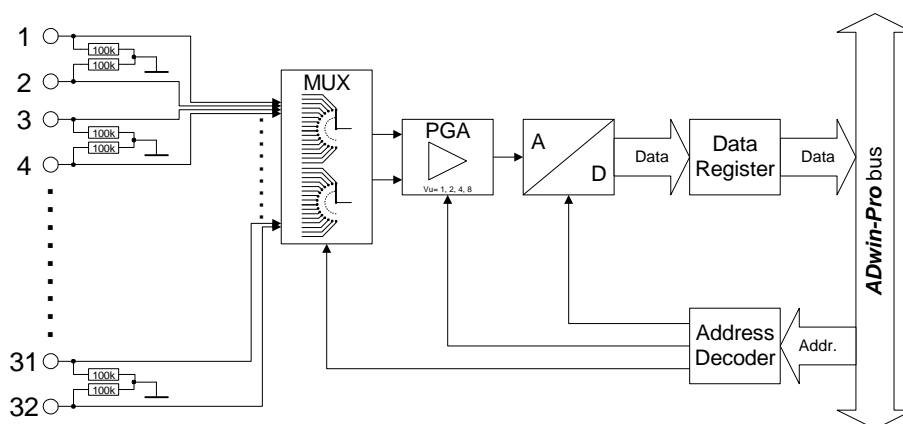 1
100k
100k
2
3
100k
100k
4
31
100k
100k
32
MUX
PGA
Vu= 1, 2, 4, 8
A
D
Data
Data
Register
Data
ADwin-Pro bus
Address
Decoder
Addr.